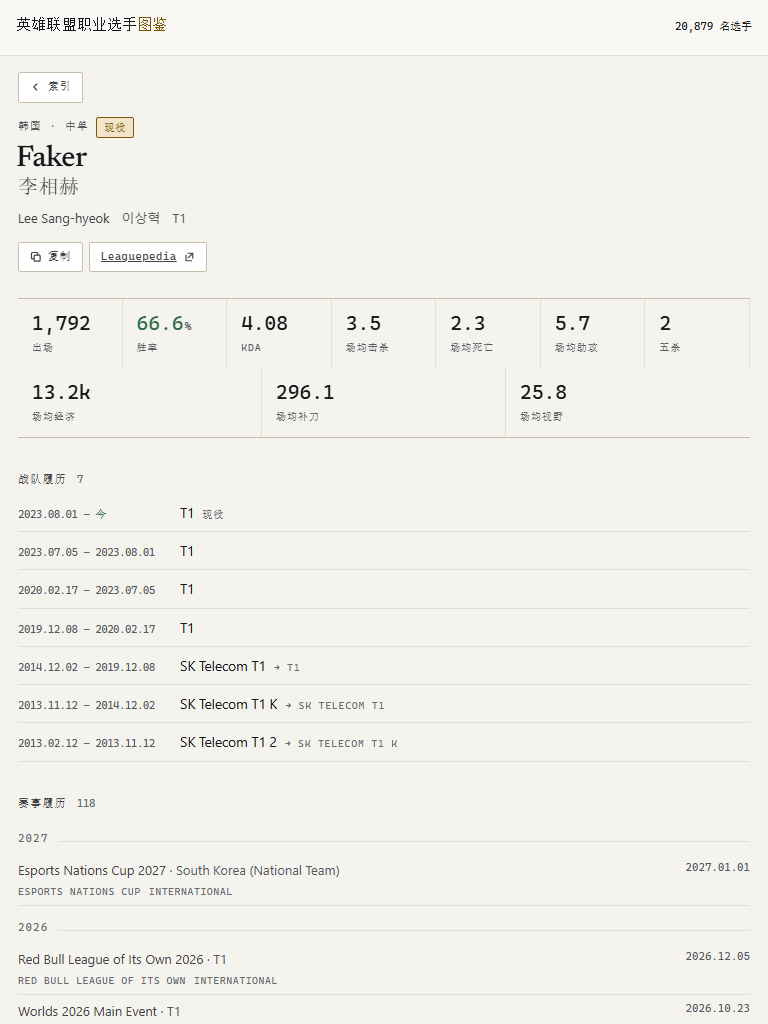 英雄联盟职业选手图鉴
20,879 名选手
索引
韩国 · 中单 现役
Faker
李相赫
Lee Sang-hyeok 이상혁 T1
复制 Leaguepedia
1,792 66.6% 4.08 3.5 2.3 5.7 2
出场 胜率 KDA 场均击杀 场均死亡 场均助攻 五杀
13.2k 296.1 25.8
场均经济 场均补刀 场均视野
战队履历 7
2023.08.01 — 今 T1 现役
2023.07.05 — 2023.08.01 T1
2020.02.17 — 2023.07.05 T1
2019.12.08 — 2020.02.17 T1
2014.12.02 — 2019.12.08 SK Telecom T1 → T1
2013.11.12 — 2014.12.02 SK Telecom T1 K → SK TELECOM T1
2013.02.12 — 2013.11.12 SK Telecom T1 2 → SK TELECOM T1 K
赛事履历 118
2027
Esports Nations Cup 2027 · South Korea (National Team) 2027.01.01
ESPORTS NATIONS CUP INTERNATIONAL
2026
Red Bull League of Its Own 2026 · T1 2026.12.05
RED BULL LEAGUE OF ITS OWN INTERNATIONAL
Worlds 2026 Main Event · T1 2026.10.23